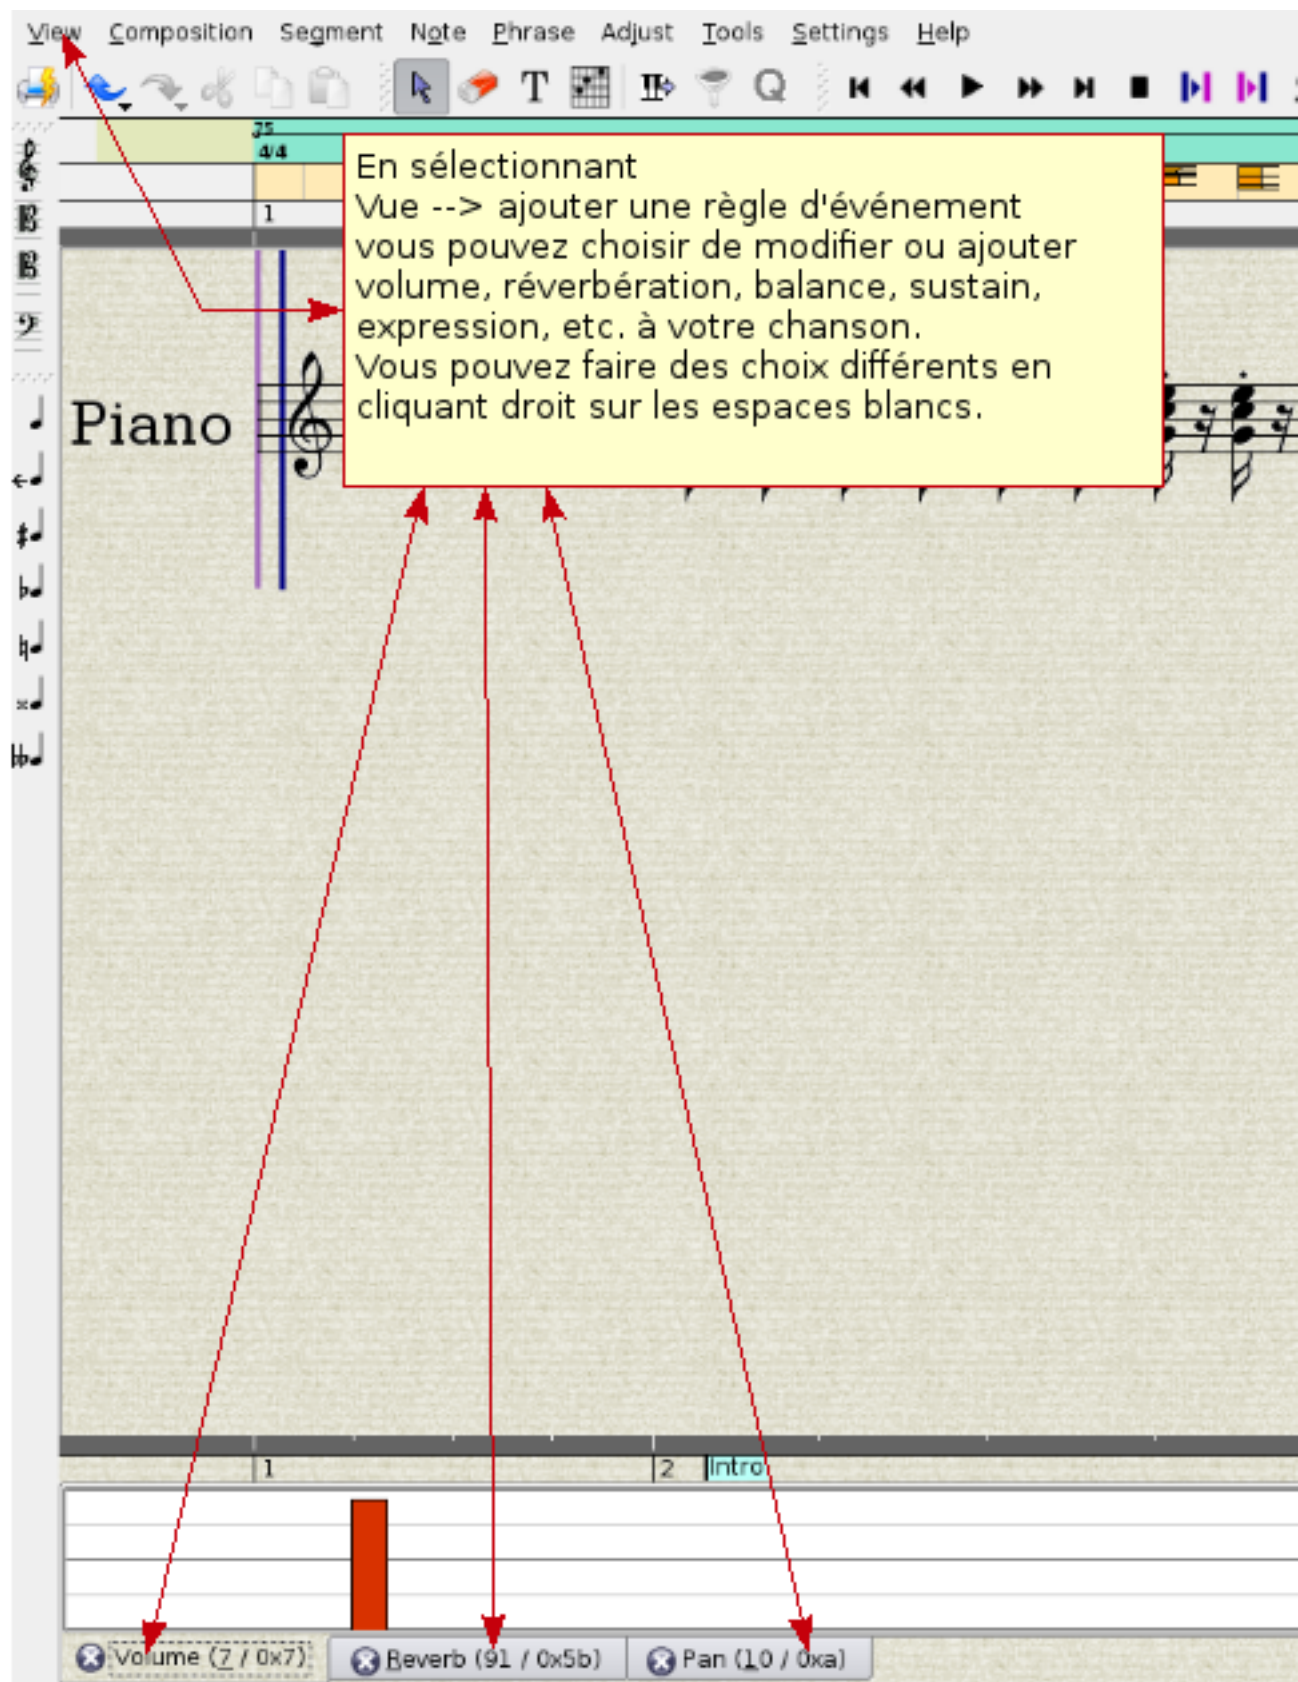 View Composition Segment Note Phrase Adjust Tools Settings Help
T Q
75
4/4
1
En sélectionnant
Vue --> ajouter une règle d'événement
vous pouvez choisir de modifier ou ajouter
volume, réverbération, balance, sustain,
expression, etc. à votre chanson.
Vous pouvez faire des choix différents en
cliquant droit sur les espaces blancs.
Piano
1 2 Intro
Volume (7 / 0x7) Reverb (91 / 0x5b) Pan (10 / 0xa)